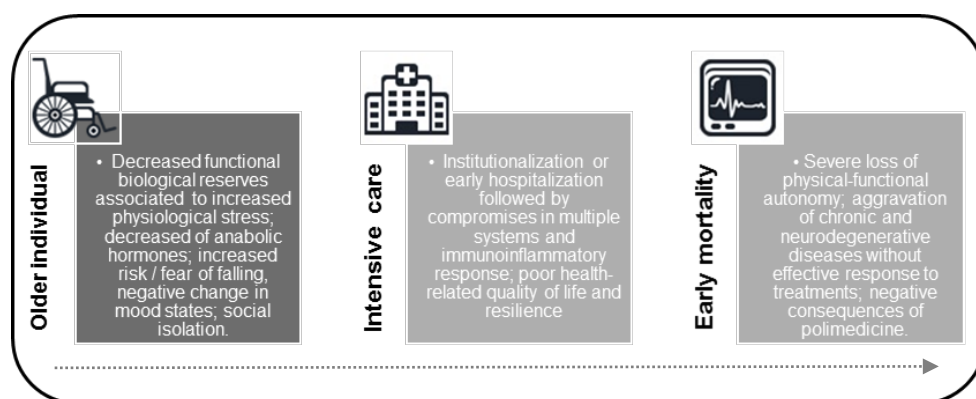 Older individual
• Decreased functional
biological reserves
associated to increased
physiological stress;
decreased of anabolic
hormones; increased
risk / fear of falling,
negative change in
mood states; social
isolation.
Intensive care
• Institutionalization or
early hospitalization
followed by
compromises in multiple
systems and
immunoinflammatory
response; poor health-
related quality of life and
resilience
Early mortality
• Severe loss of
physical-functional
autonomy; aggravation
of chronic and
neurodegenerative
diseases without
effective response to
treatments; negative
consequences of
polimedicine.